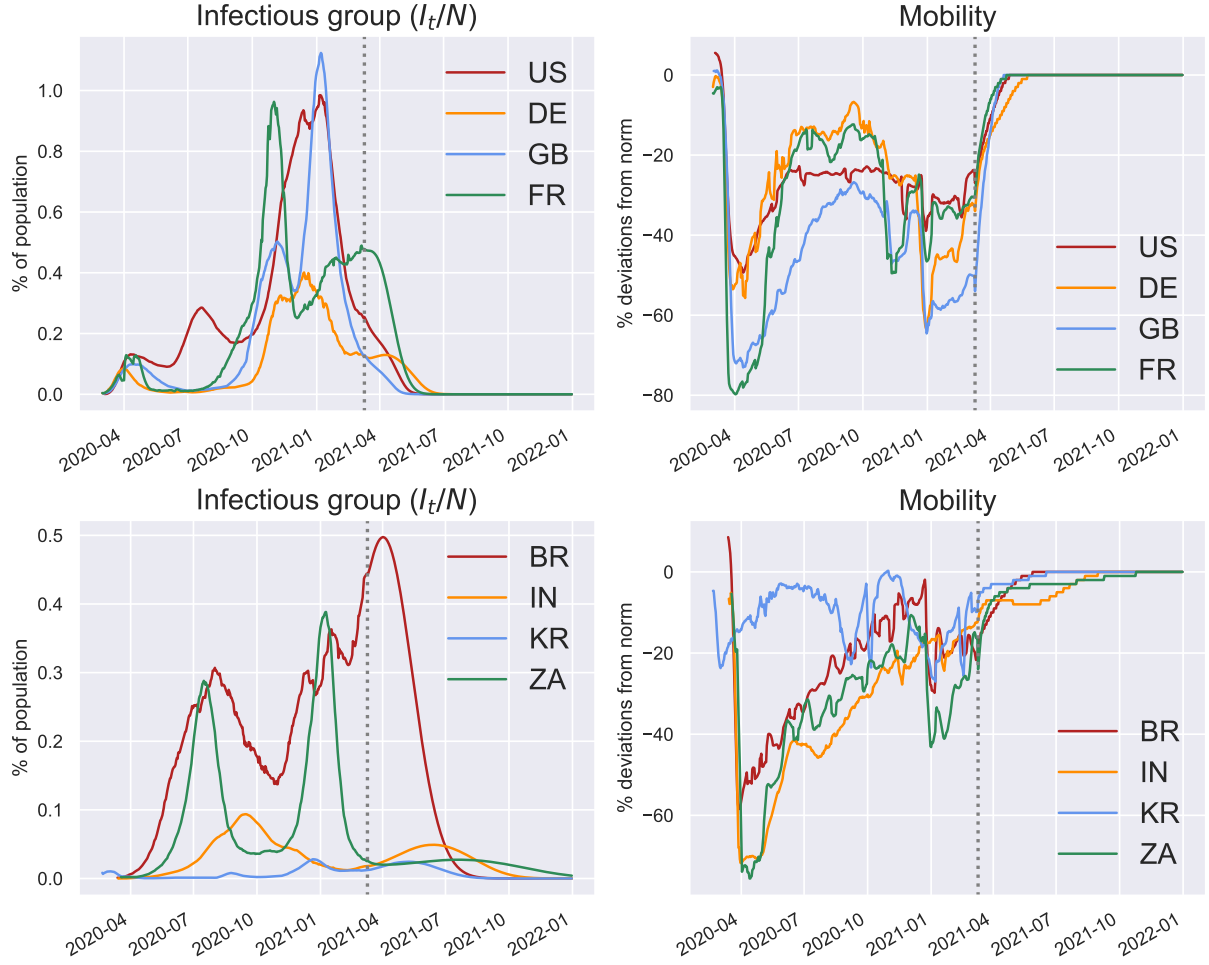 Infectious group (I_t/N)
% of population
1.0
0.8
0.6
0.4
0.2
0.0
US
DE
GB
FR
2020-04
2020-07
2020-10
2021-01
2021-04
2021-07
2021-10
2022-01
Mobility
% deviations from norm
0
−20
−40
−60
−80
US
DE
GB
FR
2020-04
2020-07
2020-10
2021-01
2021-04
2021-07
2021-10
2022-01
Infectious group (I_t/N)
% of population
0.5
0.4
0.3
0.2
0.1
0.0
BR
IN
KR
ZA
2020-04
2020-07
2020-10
2021-01
2021-04
2021-07
2021-10
2022-01
Mobility
% deviations from norm
0
−20
−40
−60
BR
IN
KR
ZA
2020-04
2020-07
2020-10
2021-01
2021-04
2021-07
2021-10
2022-01